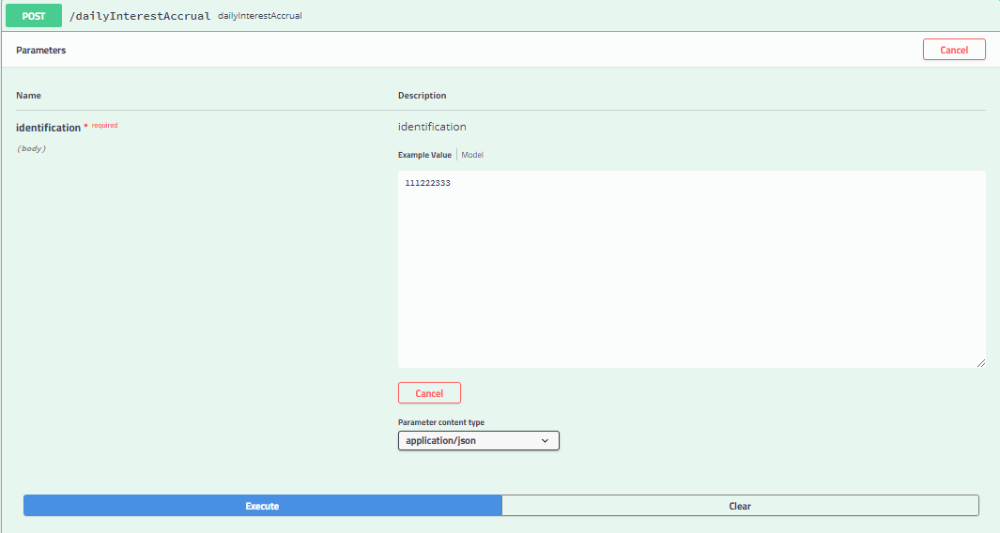 POST /dailyInterestAccrual dailyInterestAccrual
Parameters Cancel
Name Description
identification * required identification
(body)
Example Value Model
111222333
Cancel
Parameter content type
application/json
Execute Clear